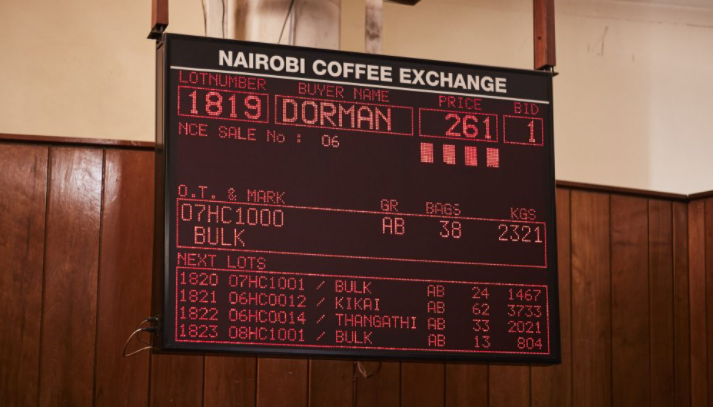 NAIROBI COFFEE EXCHANGE
LOTNUMBER BUYER NAME PRICE BID
1819 DORMAN 261 1
NCE SALE No : 06
O.T. & MARK GR BAGS KGS
07HC1000 AB 38 2321
BULK
NEXT LOTS
1820 07HC1001 / BULK AB 24 1467
1821 06HC0012 / KIKAI AB 62 3733
1822 06HC0014 / THANGATHI AB 33 2021
1823 08HC1001 / BULK AB 13 804